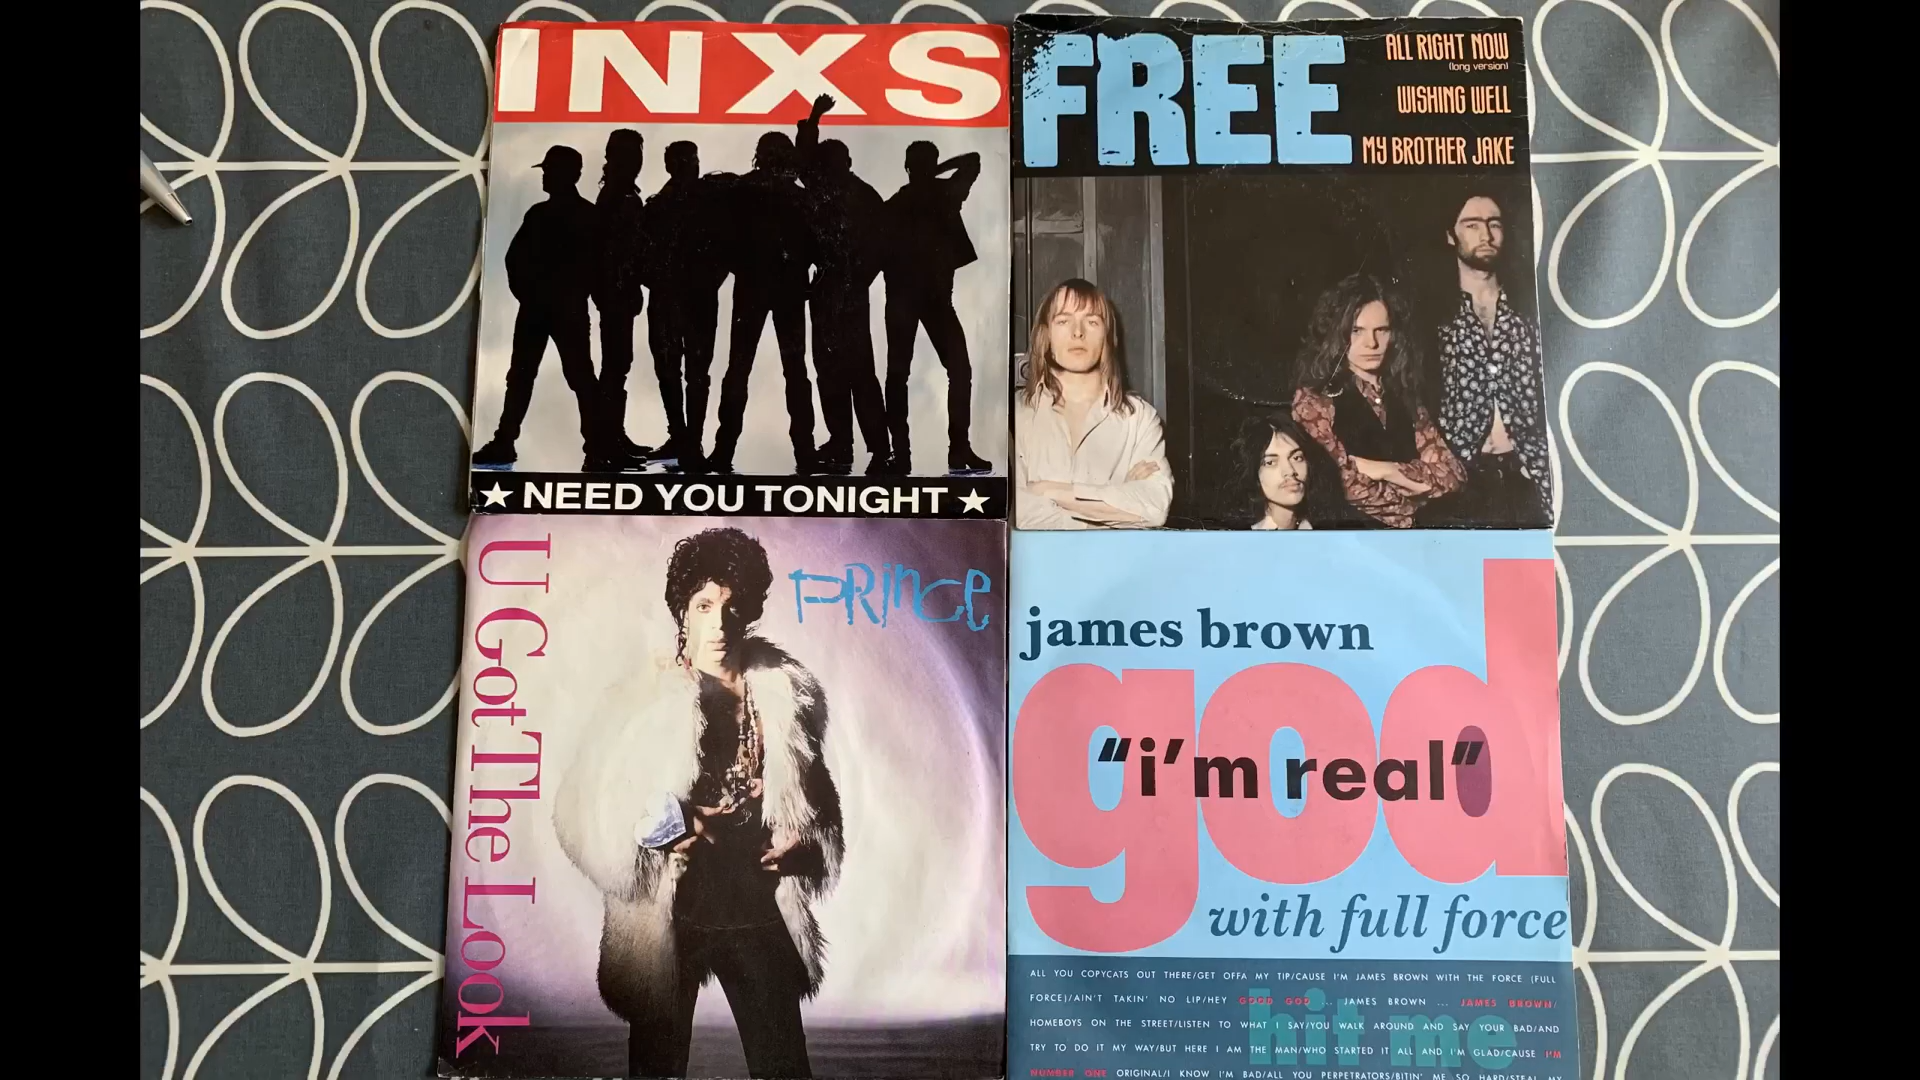 INXS
★ NEED YOU TONIGHT ★
FREE
ALL RIGHT NOW
(long version)
WISHING WELL
MY BROTHER JAKE
U Got The Look
PRINCE
james brown
god
"i'm real"
with full force
ALL YOU COPYCATS OUT THERE/GET OFFA MY TIP/CAUSE I'M JAMES BROWN WITH THE FORCE (FULL
FORCE)/AIN'T TAKIN' NO LIP/HEY GOOD GOD ... JAMES BROWN ... JAMES BROWN/
HOMEBOYS ON THE STREET/LISTEN TO WHAT I SAY/YOU WALK AROUND AND SAY YOUR BAD/AND
TRY TO DO IT MY WAY/BUT HERE I AM THE MAN/WHO STARTED IT ALL AND I'M GLAD/CAUSE I'M
NUMBER ONE ORIGINAL/I KNOW I'M BAD/ALL YOU PERPETRATORS/BITIN' ME SO HARD/STEAL MY
hit me